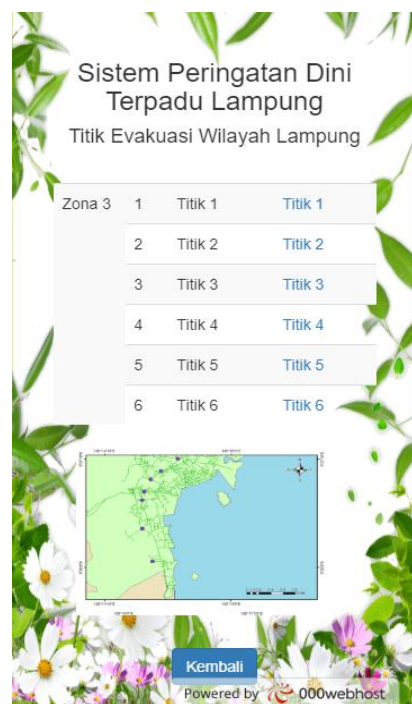 Sistem Peringatan Dini
Terpadu Lampung
Titik Evakuasi Wilayah Lampung
Zona 3 1 Titik 1 Titik 1
2 Titik 2 Titik 2
3 Titik 3 Titik 3
4 Titik 4 Titik 4
5 Titik 5 Titik 5
6 Titik 6 Titik 6
Kembali
Powered by 000webhost